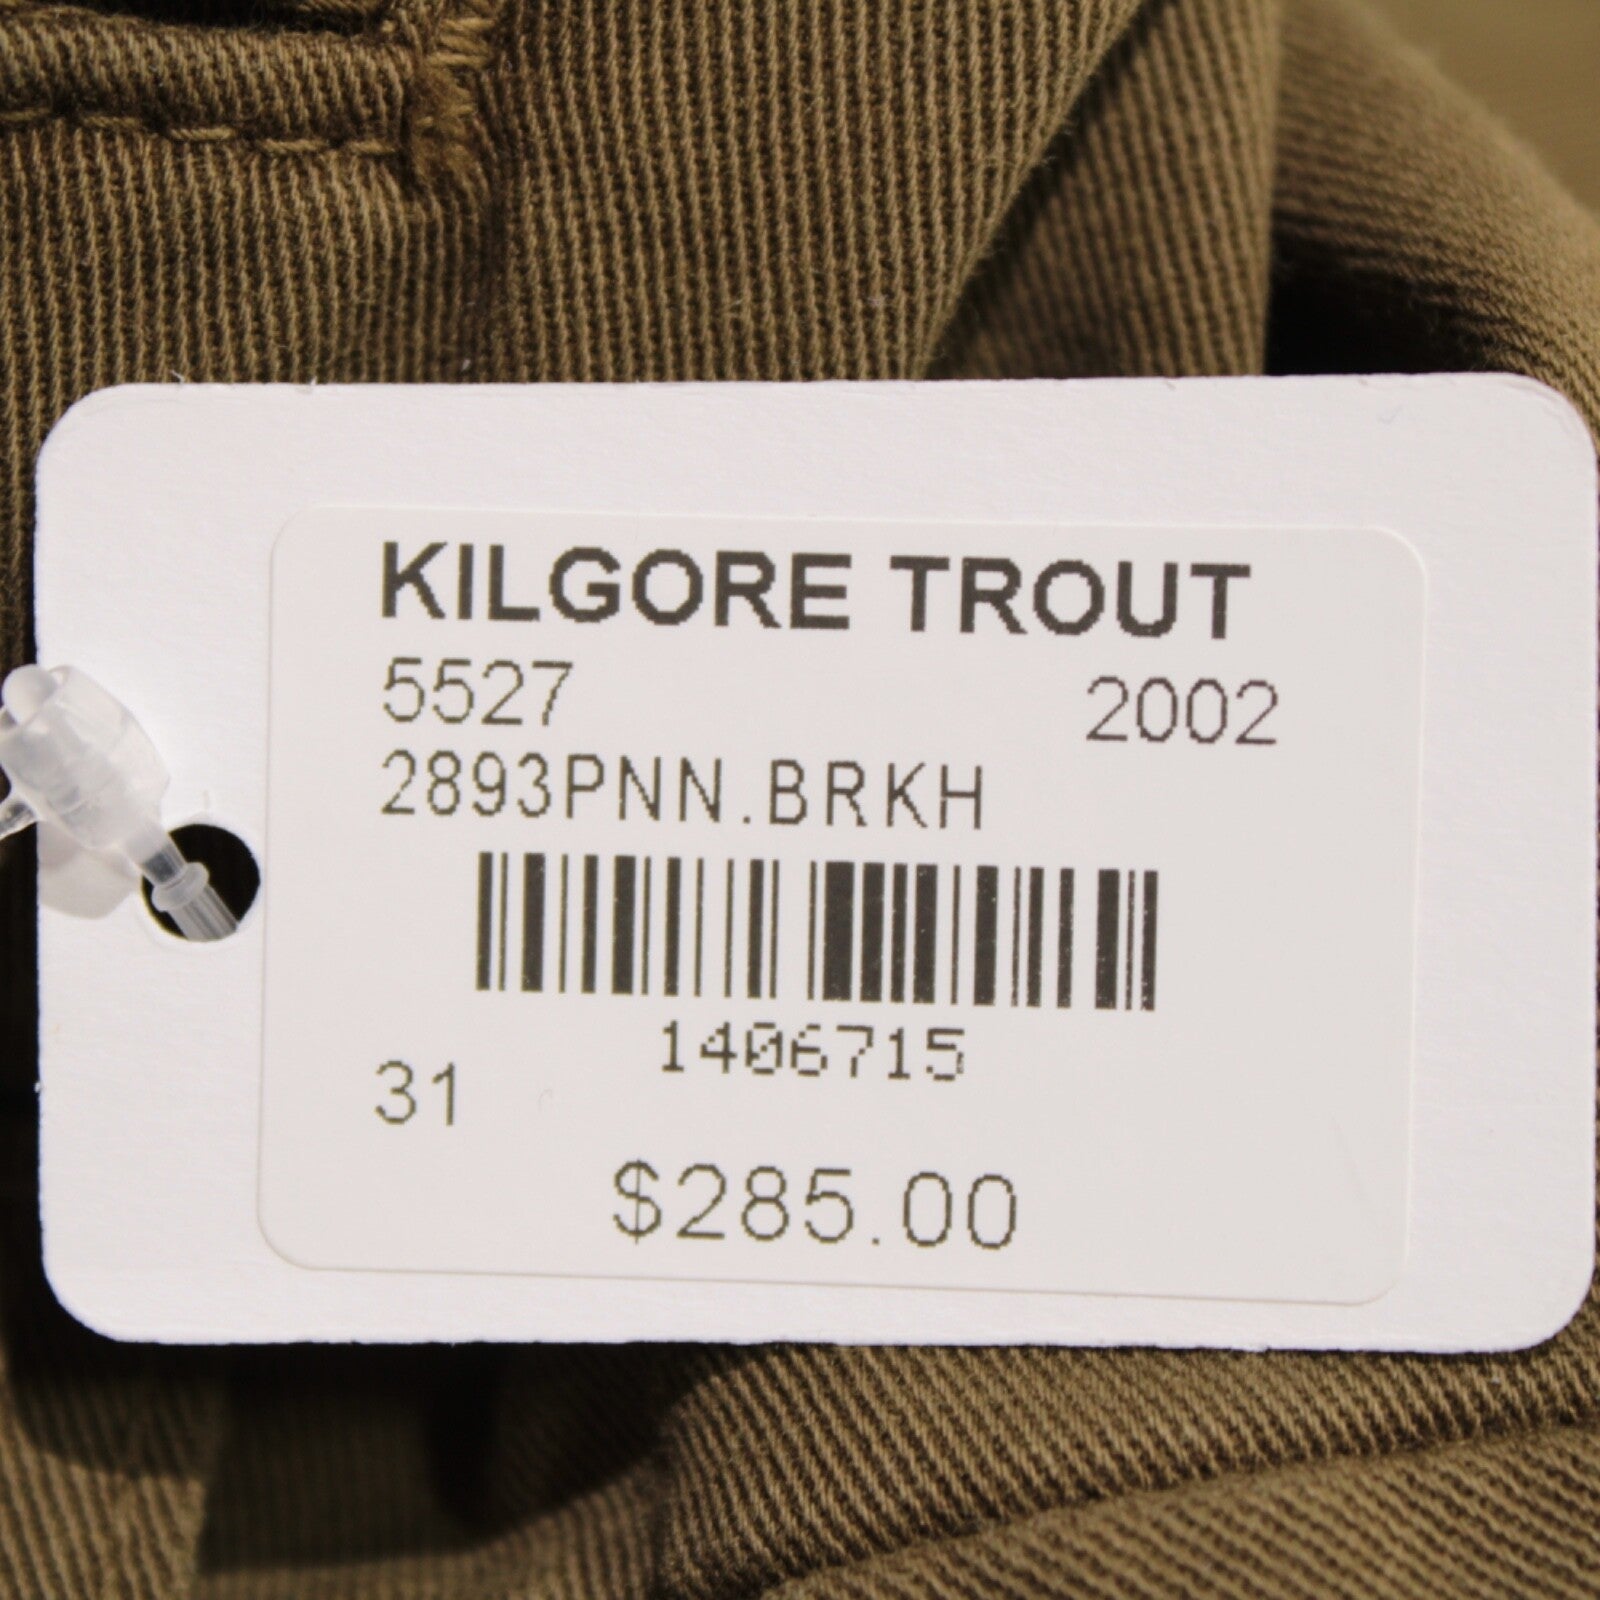 KILGORE TROUT
5527 2002
2893PNN.BRKH
1406715
31
$285.00